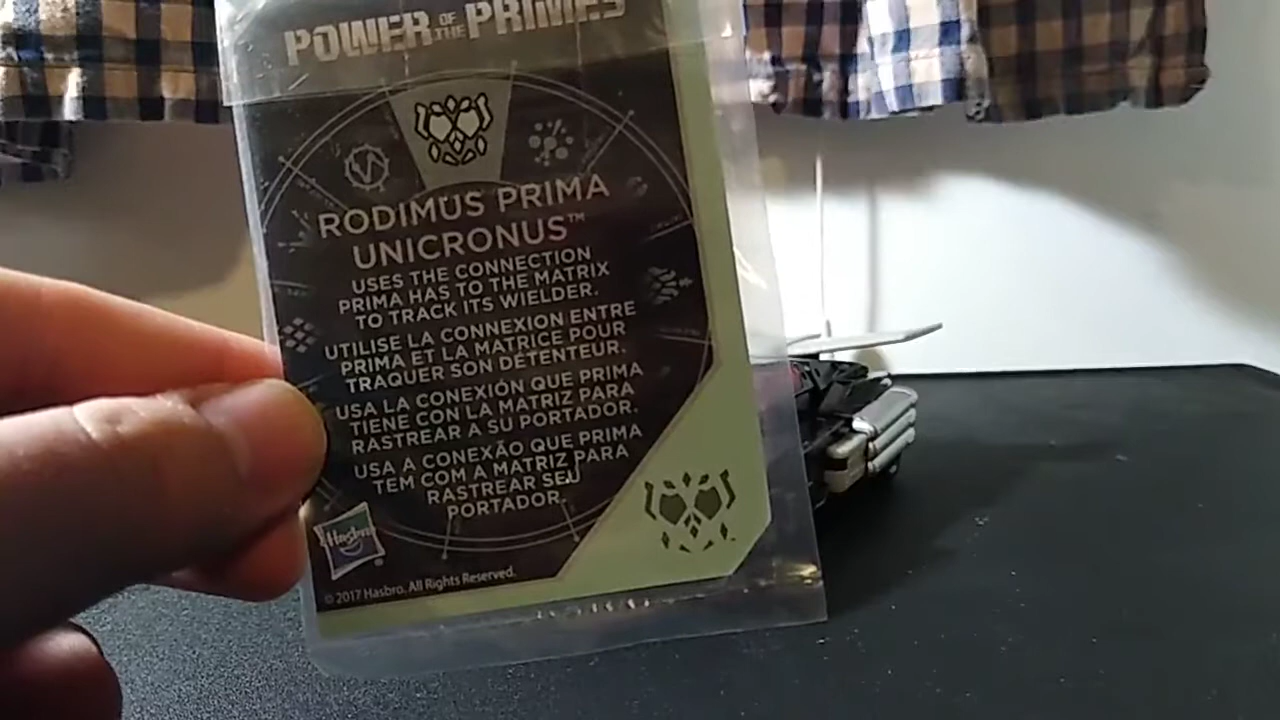 POWER OF THE PRIMES
RODIMUS PRIMA
UNICRONUS™
USES THE CONNECTION
PRIMA HAS TO THE MATRIX
TO TRACK ITS WIELDER.
UTILISE LA CONNEXION ENTRE
PRIMA ET LA MATRICE POUR
TRAQUER SON DÉTENTEUR.
USA LA CONEXIÓN QUE PRIMA
TIENE CON LA MATRIZ PARA
RASTREAR A SU PORTADOR.
USA A CONEXÃO QUE PRIMA
TEM COM A MATRIZ PARA
RASTREAR SEU
PORTADOR.
Hasbro
®
© 2017 Hasbro. All Rights Reserved.